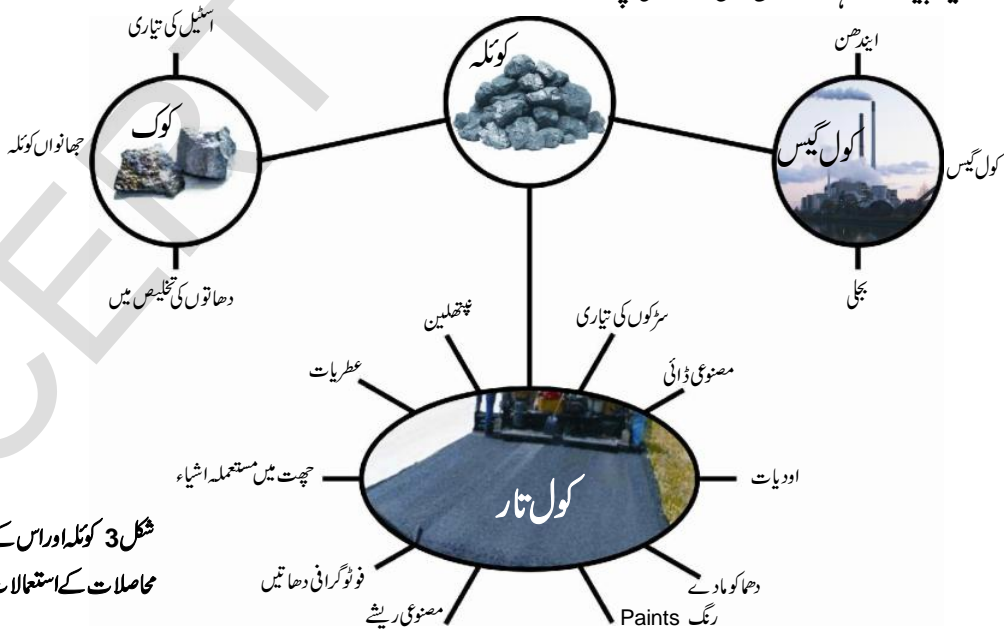 اسٹیل کی تیاری
کوک
جھانواں کوئلہ
دھاتوں کی تخلیص میں
کوئلہ
ایندھن
کول گیس
کول گیس
بجلی
نیپتھلین
سڑکوں کی تیاری
عطریات
مصنوعی ڈائی
چھت میں مستعملہ اشیاء
کول تار
ادویات
فوٹوگرافی دھاتیں
مصنوعی ریشے
رنگ Paints
دھماکو مادے
شکل 3 کوئلہ اور اس کے
محاصلات کے استعمالات
CERT